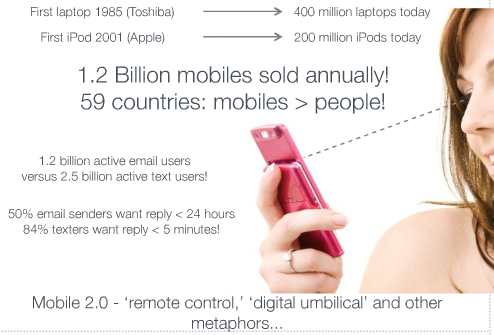 First laptop 1985 (Toshiba) 400 million laptops today
First iPod 2001 (Apple) 200 million iPods today
1.2 Billion mobiles sold annually!
59 countries: mobiles > people!
1.2 billion active email users
versus 2.5 billion active text users!
50% email senders want reply < 24 hours
84% texters want reply < 5 minutes!
Mobile 2.0 - ‘remote control,’ ‘digital umbilical’ and other
metaphors...